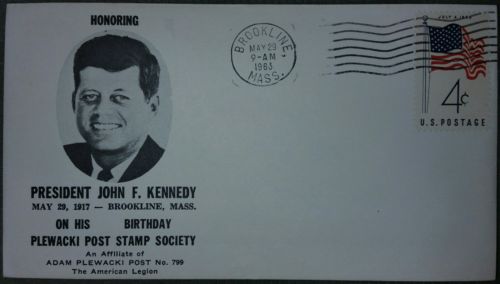 HONORING
PRESIDENT JOHN F. KENNEDY
MAY 29, 1917 — BROOKLINE, MASS.
ON HIS BIRTHDAY
PLEWACKI POST STAMP SOCIETY
An Affiliate of
ADAM PLEWACKI POST No. 799
The American Legion
BROOKLINE,
MAY 29
9-AM
1963
MASS.
JULY 4, 1960
4¢
U.S. POSTAGE